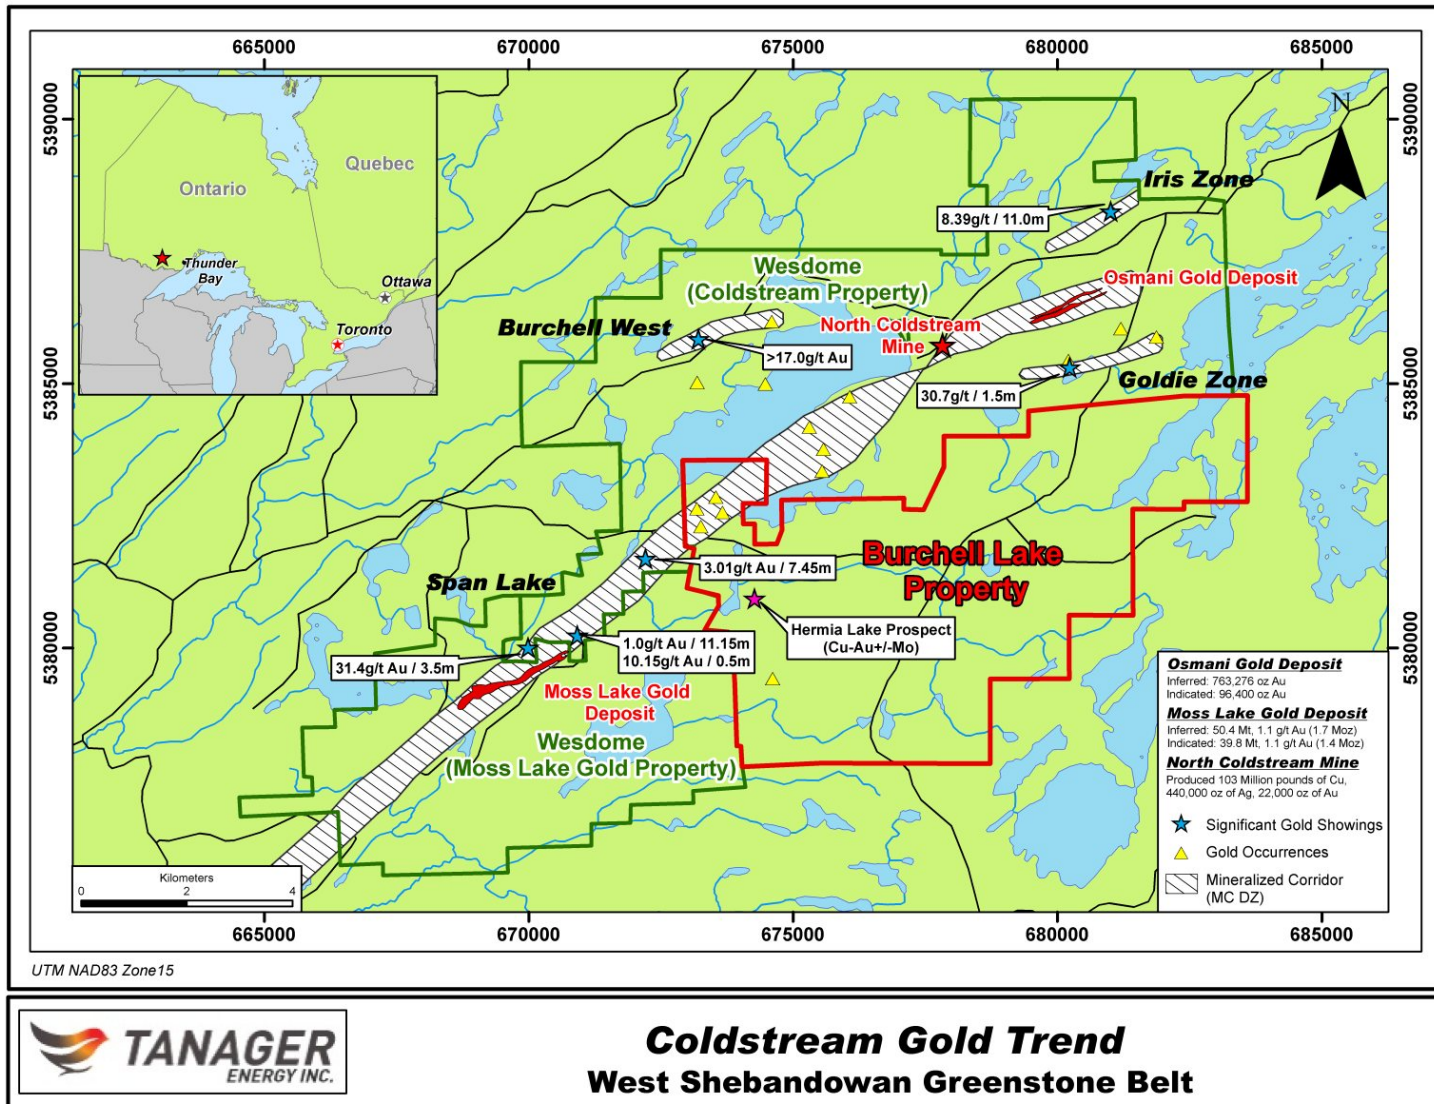 665000 670000 675000 680000 685000
5390000
5385000
5380000
5390000
5385000
5380000
Ontario
Quebec
Thunder
Bay
Ottawa
Toronto
N
Iris Zone
8.39g/t / 11.0m
Wesdome
(Coldstream Property)
Osmani Gold Deposit
Burchell West
North Coldstream
Mine
>17.0g/t Au
30.7g/t / 1.5m
Goldie Zone
Burchell Lake
Property
3.01g/t Au / 7.45m
Span Lake
Hermia Lake Prospect
(Cu-Au+/-Mo)
1.0g/t Au / 11.15m
10.15g/t Au / 0.5m
31.4g/t Au / 3.5m
Moss Lake Gold
Deposit
Wesdome
(Moss Lake Gold Property)
Osmani Gold Deposit
Inferred: 763,276 oz Au
Indicated: 96,400 oz Au
Moss Lake Gold Deposit
Inferred: 50.4 Mt, 1.1 g/t Au (1.7 Moz)
Indicated: 39.8 Mt, 1.1 g/t Au (1.4 Moz)
North Coldstream Mine
Produced 103 Million pounds of Cu,
440,000 oz of Ag, 22,000 oz of Au
Significant Gold Showings
Gold Occurrences
Mineralized Corridor
(MC DZ)
Kilometers
0 2 4
665000 670000 675000 680000 685000
UTM NAD83 Zone15
TANAGER
ENERGY INC.
Coldstream Gold Trend
West Shebandowan Greenstone Belt